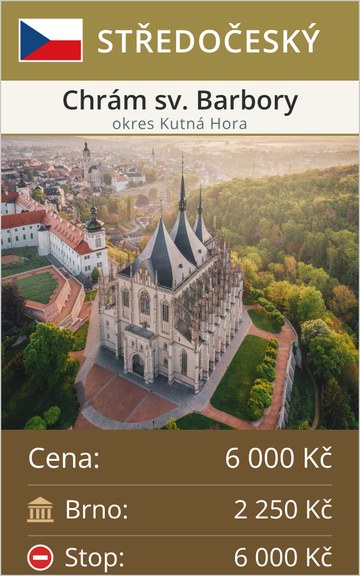 STŘEDOČESKÝ
Chrám sv. Barbory
okres Kutná Hora
Cena: 6 000 Kč
Brno: 2 250 Kč
Stop: 6 000 Kč